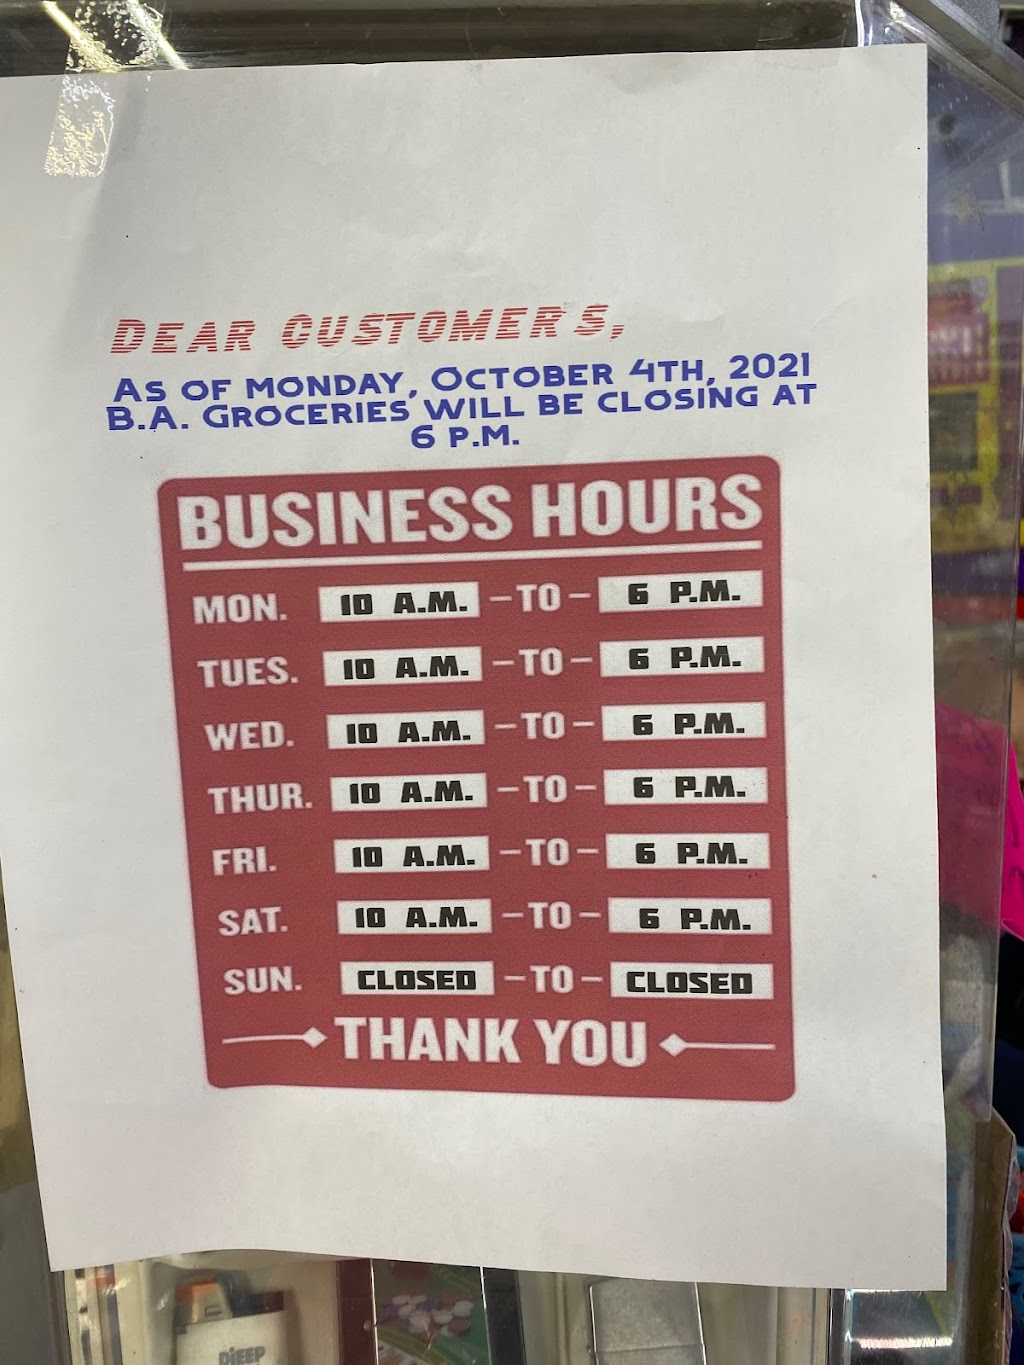 DEAR CUSTOMER'S,
AS OF MONDAY, OCTOBER 4TH, 2021
B.A. GROCERIES WILL BE CLOSING AT
6 P.M.
BUSINESS HOURS
MON. 10 A.M. - TO - 6 P.M.
TUES. 10 A.M. - TO - 6 P.M.
WED. 10 A.M. - TO - 6 P.M.
THUR. 10 A.M. - TO - 6 P.M.
FRI. 10 A.M. - TO - 6 P.M.
SAT. 10 A.M. - TO - 6 P.M.
SUN. CLOSED - TO - CLOSED
THANK YOU
DJEEP